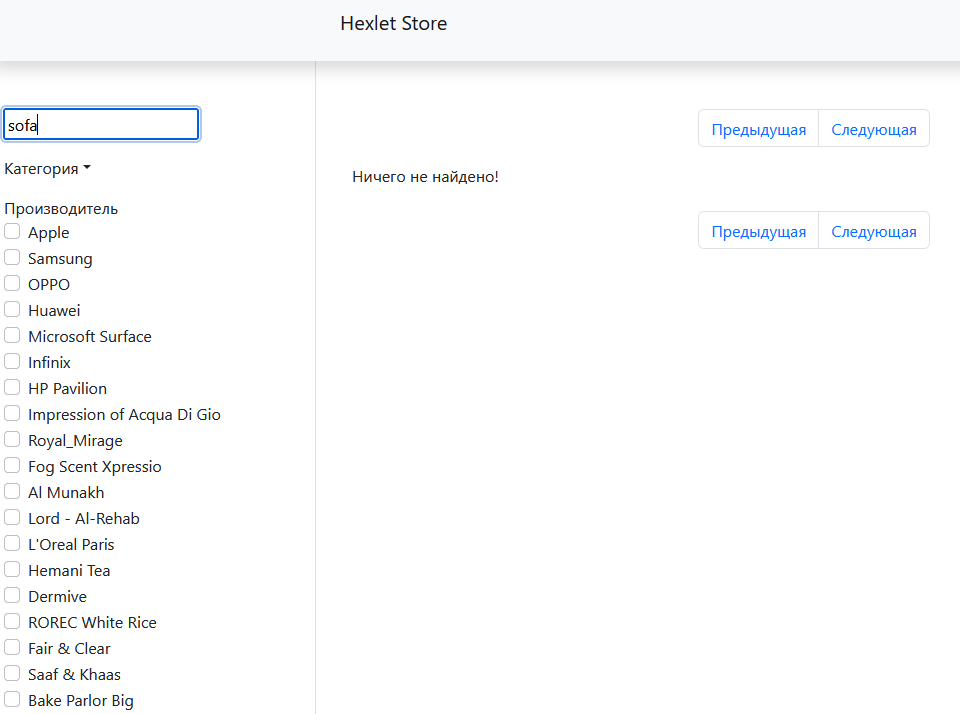 Hexlet Store
sofa
Категория
Производитель
Apple
Samsung
OPPO
Huawei
Microsoft Surface
Infinix
HP Pavilion
Impression of Acqua Di Gio
Royal_Mirage
Fog Scent Xpressio
Al Munakh
Lord - Al-Rehab
L'Oreal Paris
Hemani Tea
Dermive
ROREC White Rice
Fair & Clear
Saaf & Khaas
Bake Parlor Big
Предыдущая Следующая
Ничего не найдено!
Предыдущая Следующая